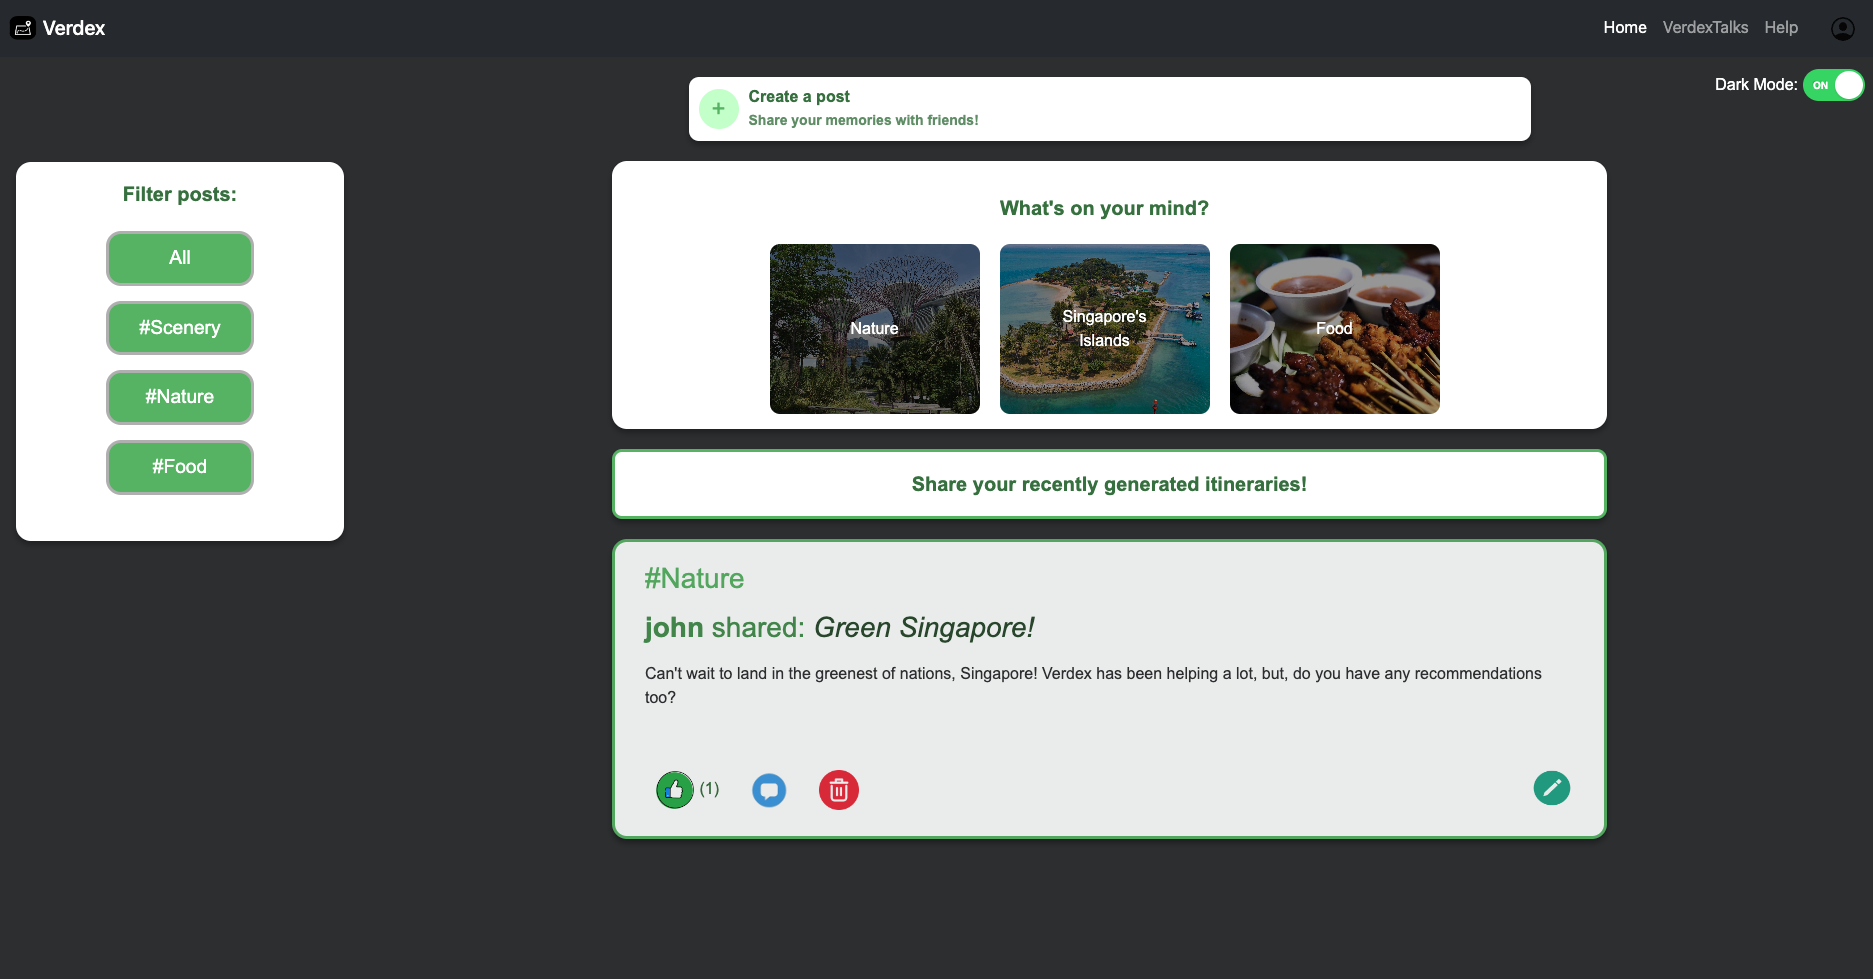 Verdex
Home VerdexTalks Help
Dark Mode: ON
+ Create a post
Share your memories with friends!
Filter posts:
All
#Scenery
#Nature
#Food
What's on your mind?
Nature
Singapore's
Islands
Food
Share your recently generated itineraries!
#Nature
john shared: Green Singapore!
Can't wait to land in the greenest of nations, Singapore! Verdex has been helping a lot, but, do you have any recommendations
too?
(1)